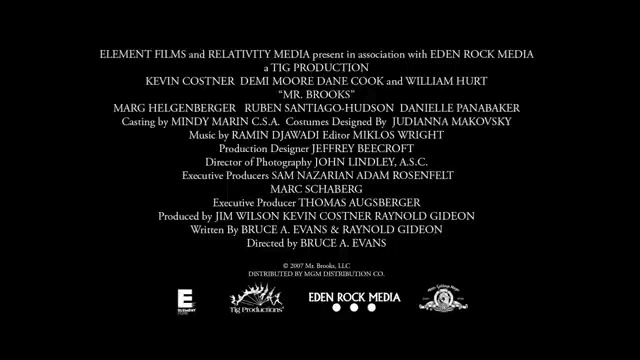 ELEMENT FILMS and RELATIVITY MEDIA present in association with EDEN ROCK MEDIA
a TIG PRODUCTION
KEVIN COSTNER DEMI MOORE DANE COOK and WILLIAM HURT
“MR. BROOKS”
MARG HELGENBERGER RUBEN SANTIAGO-HUDSON DANIELLE PANABAKER
Casting by MINDY MARIN C.S.A. Costumes Designed By JUDIANNA MAKOVSKY
Music by RAMIN DJAWADI Editor MIKLOS WRIGHT
Production Designer JEFFREY BEECROFT
Director of Photography JOHN LINDLEY, A.S.C.
Executive Producers SAM NAZARIAN ADAM ROSENFELT
MARC SCHABERG
Executive Producer THOMAS AUGSBERGER
Produced by JIM WILSON KEVIN COSTNER RAYNOLD GIDEON
Written By BRUCE A. EVANS & RAYNOLD GIDEON
Directed by BRUCE A. EVANS
© 2007 Mr. Brooks, LLC
DISTRIBUTED BY MGM DISTRIBUTION CO.
E ELEMENT
Tig Productions
EDEN ROCK MEDIA